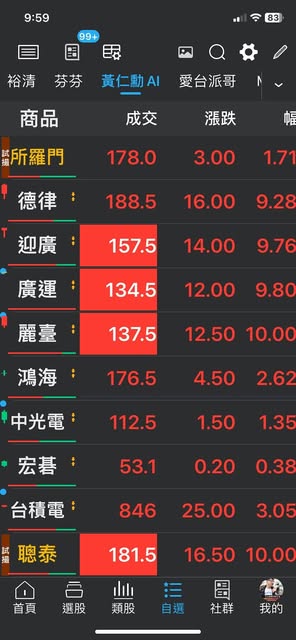 9:59 83
99+
裕清 芬芬 黃仁勳 AI 愛台派哥
商品 成交 漲跌 幅
試撮 所羅門 178.0 3.00 1.71
德律 188.5 16.00 9.28
迎廣 157.5 14.00 9.76
廣運 134.5 12.00 9.80
麗臺 137.5 12.50 10.00
鴻海 176.5 4.50 2.62
中光電 112.5 1.50 1.35
宏碁 53.1 0.20 0.38
台積電 846 25.00 3.05
試撮 聰泰 181.5 16.50 10.00
首頁 選股 類股 自選 社群 我的